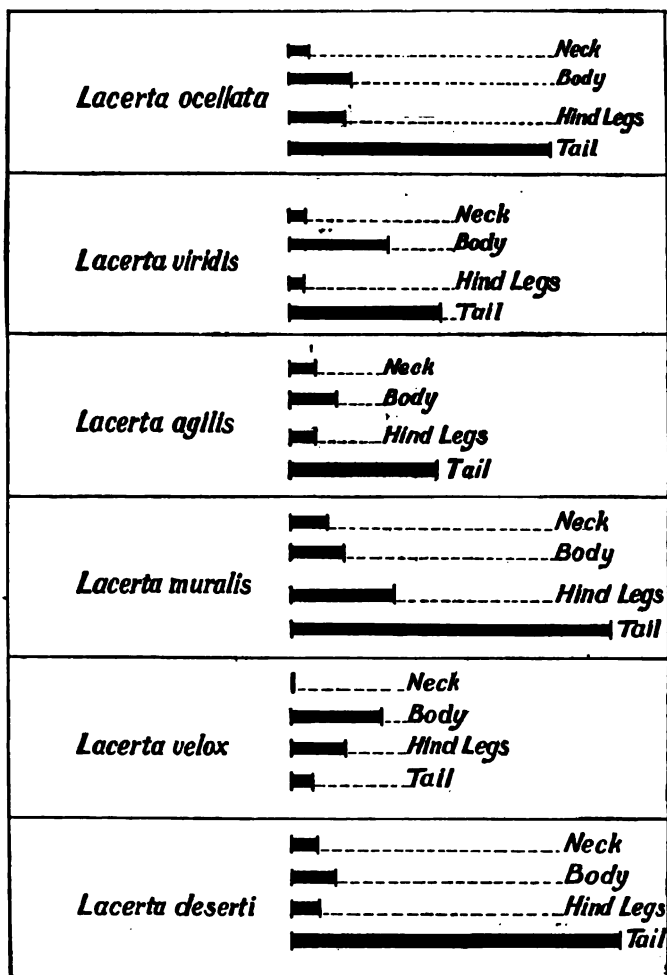 Lacerta ocellata
Neck
Body
Hind Legs
Tail
Lacerta viridis
Neck
Body
Hind Legs
Tail
Lacerta agilis
Neck
Body
Hind Legs
Tail
Lacerta muralis
Neck
Body
Hind Legs
Tail
Lacerta velox
Neck
Body
Hind Legs
Tail
Lacerta deserti
Neck
Body
Hind Legs
Tail